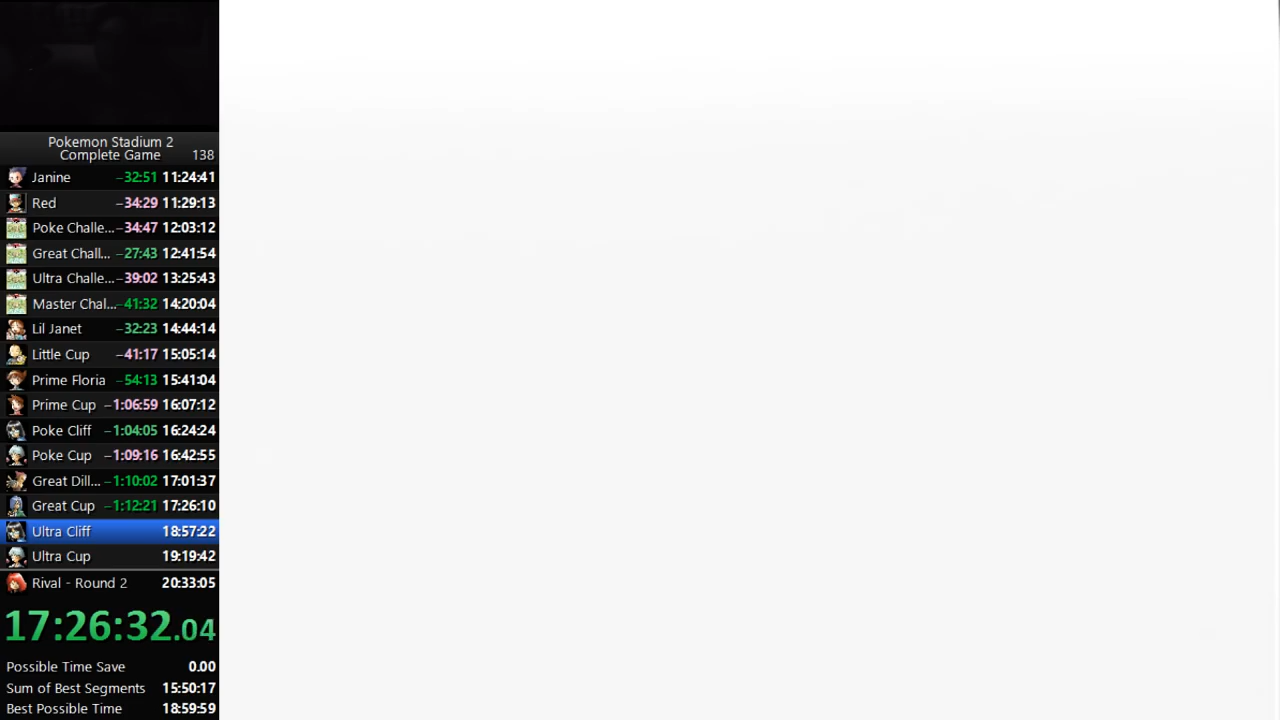 Pokemon Stadium 2
Complete Game 138
Janine −32:51 11:24:41
Red −34:29 11:29:13
Poke Challe... −34:47 12:03:12
Great Chall... −27:43 12:41:54
Ultra Challe... −39:02 13:25:43
Master Chal... −41:32 14:20:04
Lil Janet −32:23 14:44:14
Little Cup −41:17 15:05:14
Prime Floria −54:13 15:41:04
Prime Cup −1:06:59 16:07:12
Poke Cliff −1:04:05 16:24:24
Poke Cup −1:09:16 16:42:55
Great Dill... −1:10:02 17:01:37
Great Cup −1:12:21 17:26:10
Ultra Cliff 18:57:22
Ultra Cup 19:19:42
Rival - Round 2 20:33:05
17:26:32.04
Possible Time Save 0.00
Sum of Best Segments 15:50:17
Best Possible Time 18:59:59